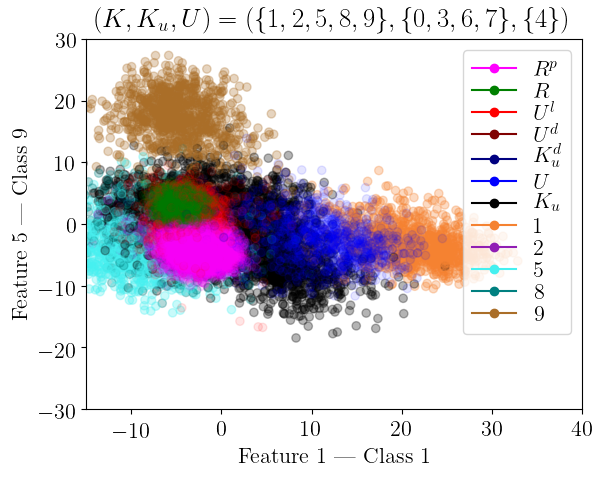 (K, K_u, U) = ({1, 2, 5, 8, 9}, {0, 3, 6, 7}, {4})
30
20
10
0
−10
−20
−30
Feature 5 — Class 9
R^p
R
U^l
U^d
K_u^d
U
K_u
1
2
5
8
9
−10 0 10 20 30 40
Feature 1 — Class 1